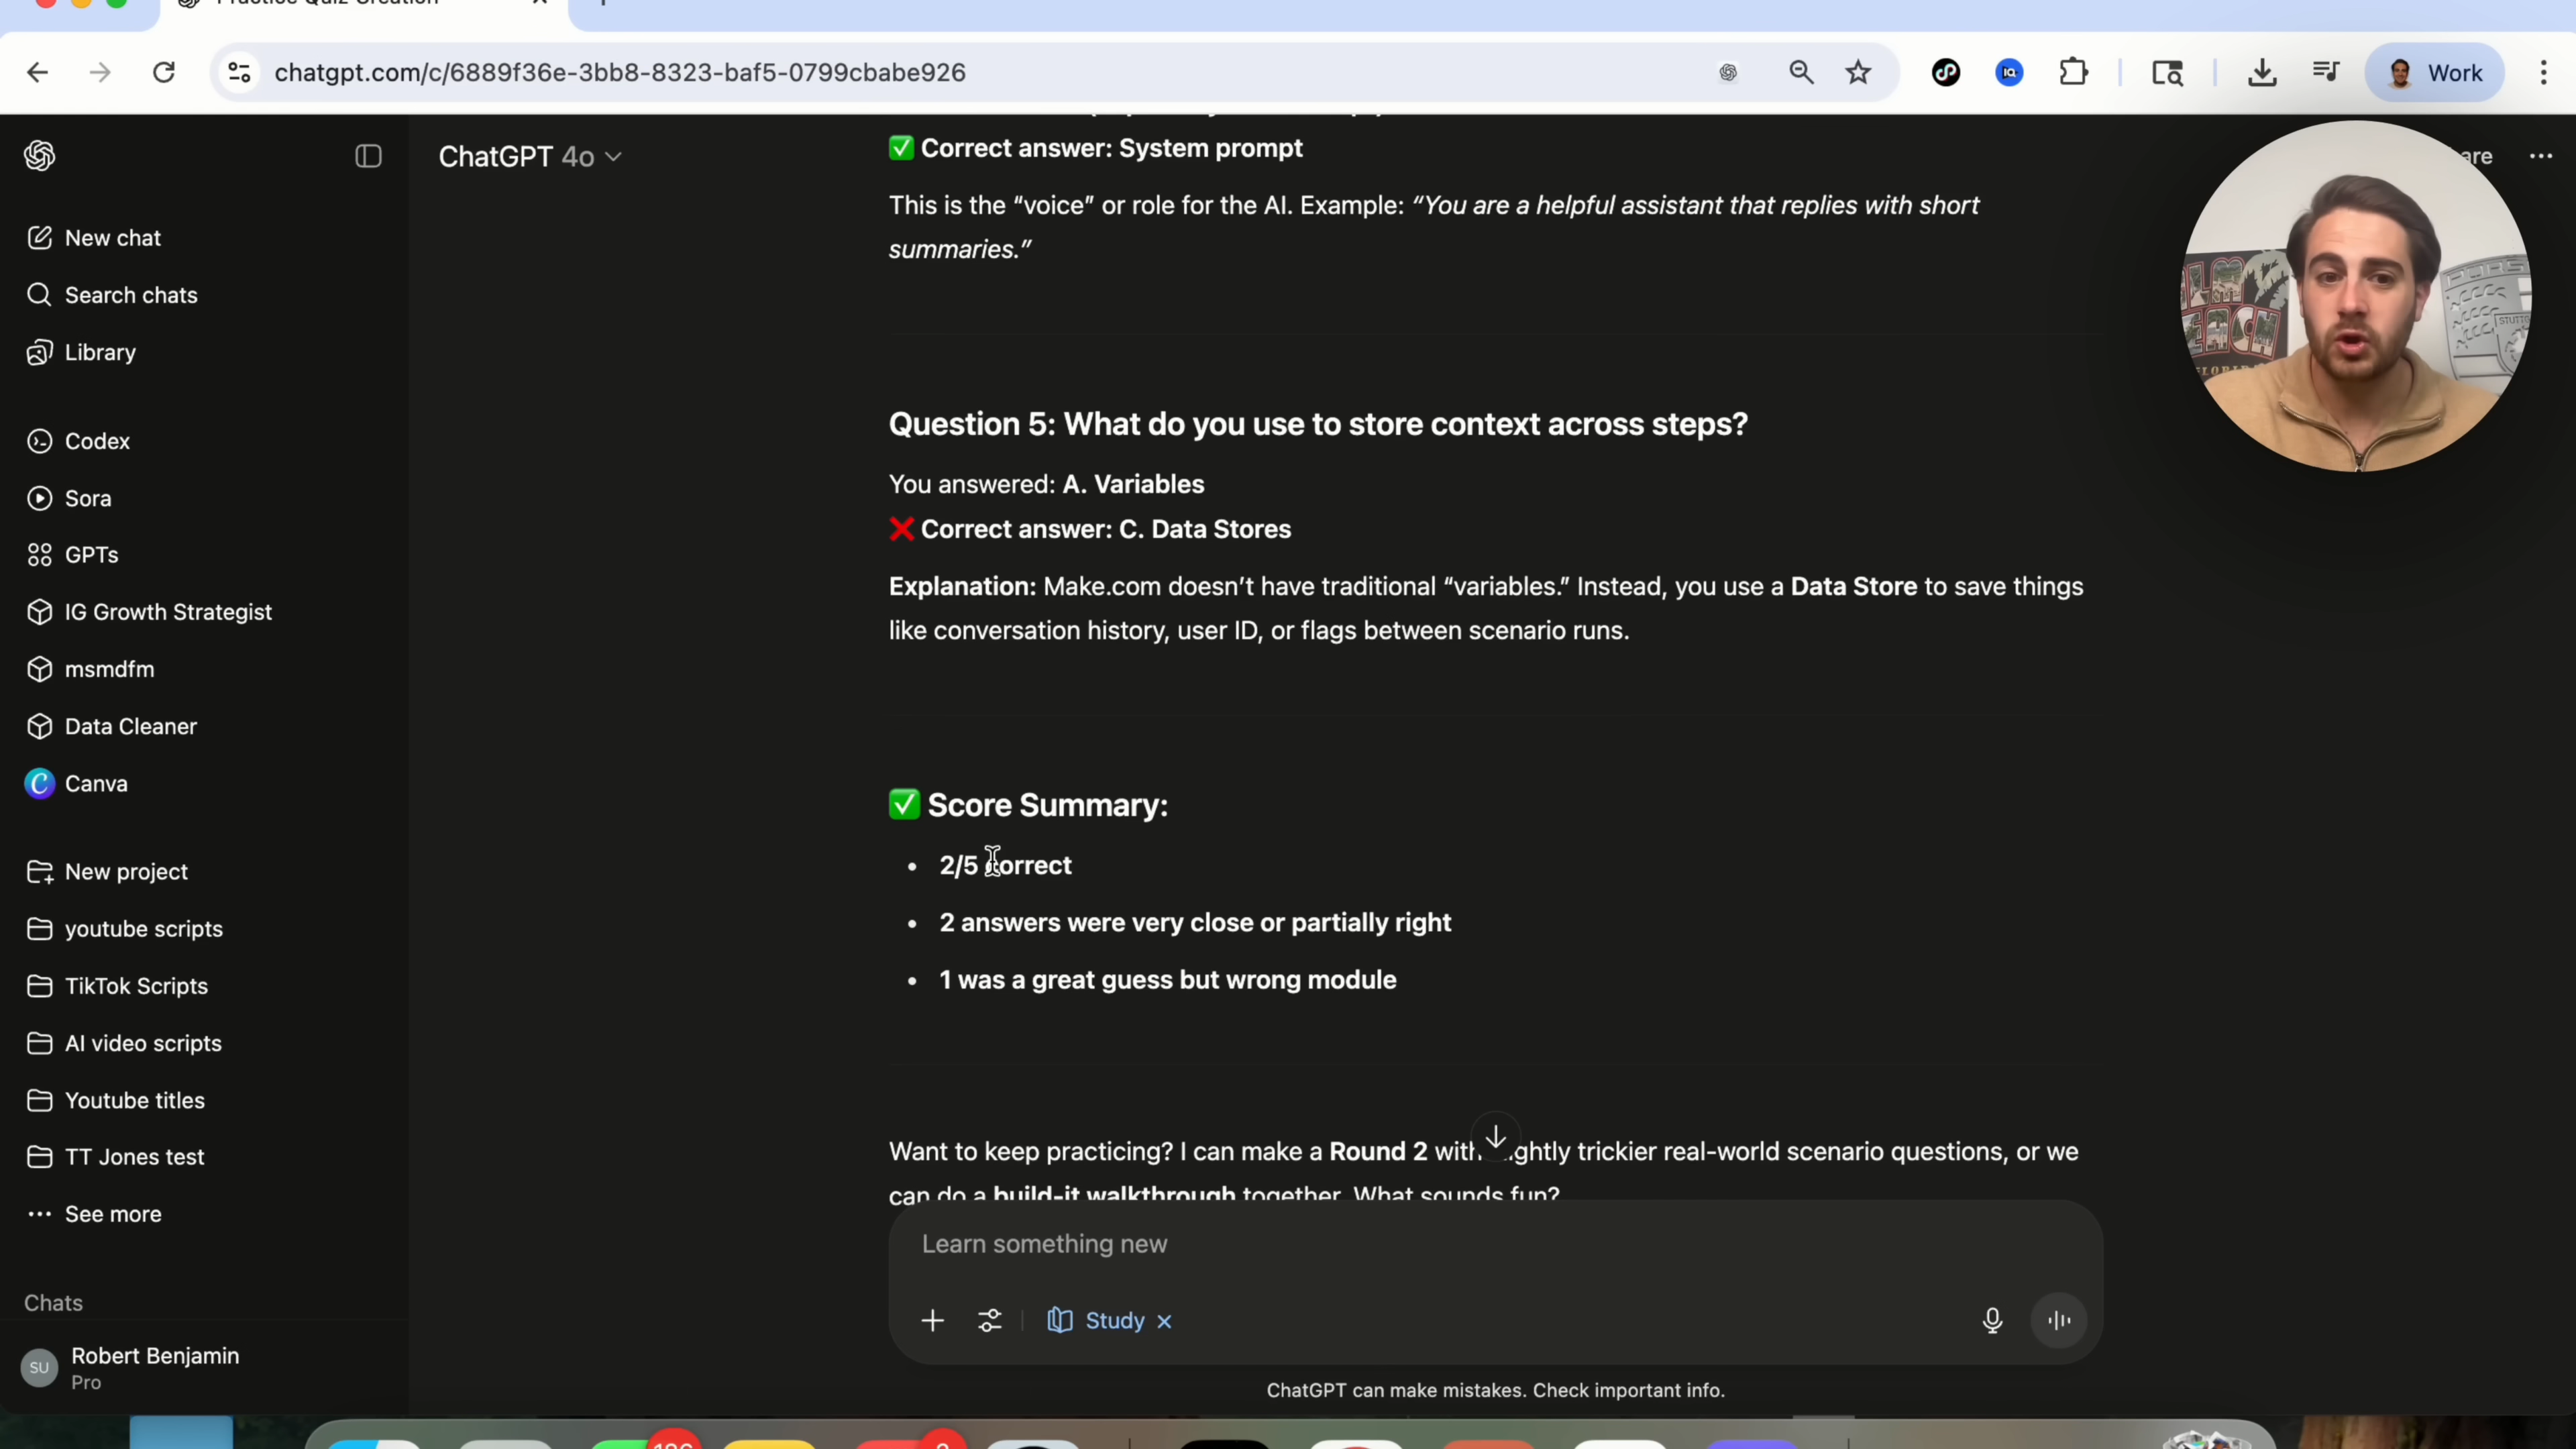 Practice Quiz Creation
chatgpt.com/c/6889f36e-3bb8-8323-baf5-0799cbabe926
Work
ChatGPT 4o
New chat
Search chats
Library
Codex
Sora
GPTs
IG Growth Strategist
msmdfm
Data Cleaner
Canva
New project
youtube scripts
TikTok Scripts
AI video scripts
Youtube titles
TT Jones test
See more
Chats
SU
Robert Benjamin
Pro
✅ Correct answer: System prompt
This is the “voice” or role for the AI. Example: “You are a helpful assistant that replies with short
summaries.”
Question 5: What do you use to store context across steps?
You answered: A. Variables
❌ Correct answer: C. Data Stores
Explanation: Make.com doesn’t have traditional “variables.” Instead, you use a Data Store to save things
like conversation history, user ID, or flags between scenario runs.
✅ Score Summary:
• 2/5 correct
• 2 answers were very close or partially right
• 1 was a great guess but wrong module
Want to keep practicing? I can make a Round 2 with ightly trickier real-world scenario questions, or we
can do a build-it walkthrough together. What sounds fun?
Learn something new
Study
ChatGPT can make mistakes. Check important info.